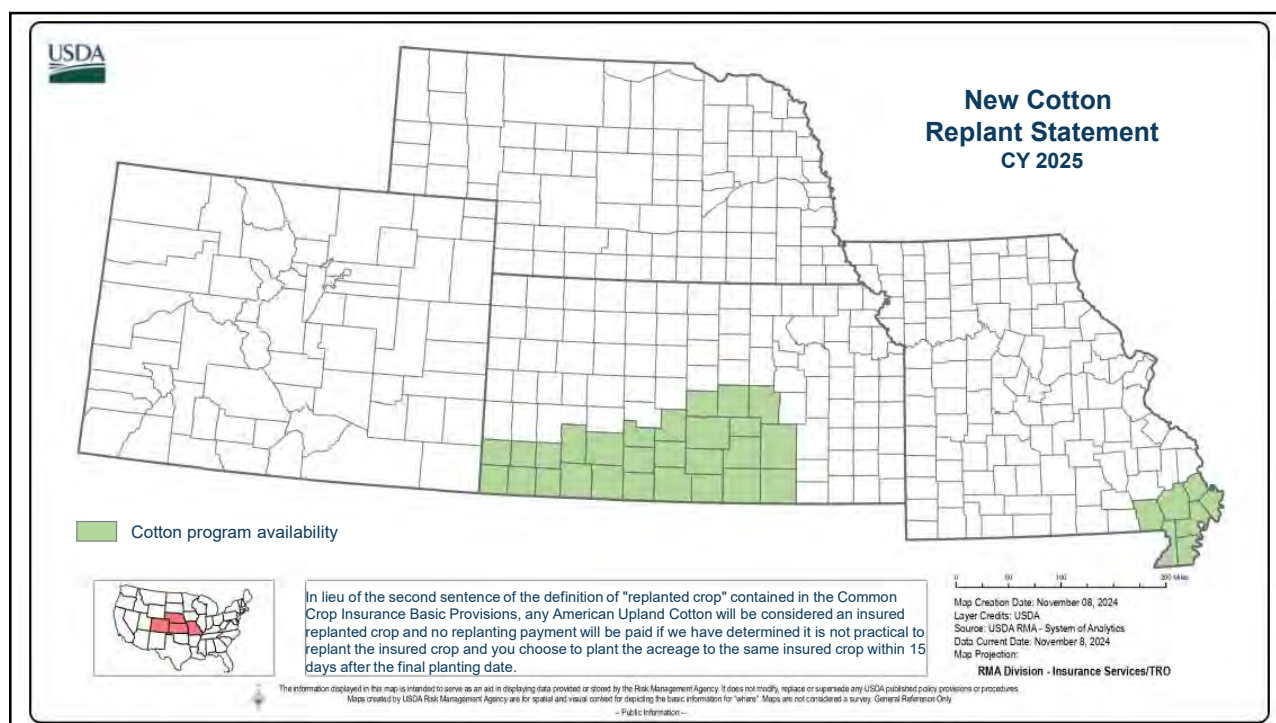 USDA
New Cotton
Replant Statement
CY 2025
Cotton program availability
In lieu of the second sentence of the definition of "replanted crop" contained in the Common
Crop Insurance Basic Provisions, any American Upland Cotton will be considered an insured
replanted crop and no replanting payment will be paid if we have determined it is not practical to
replant the insured crop and you choose to plant the acreage to the same insured crop within 15
days after the final planting date.
0 50 100 200 Miles
Map Creation Date: November 08, 2024
Layer Credits: USDA
Source: USDA RMA - System of Analytics
Data Current Date: November 8, 2024
Map Projection:
RMA Division - Insurance Services/TRO
The information displayed in this map is intended to serve as an aid in displaying data provided or stored by the Risk Management Agency. It does not modify, replace or supersede any USDA published policy provisions or procedures
Maps created by USDA Risk Management Agency are for spatial and visual context for depicting the basic information for "where". Maps are not considered a survey. General Reference Only
-- Public Information --